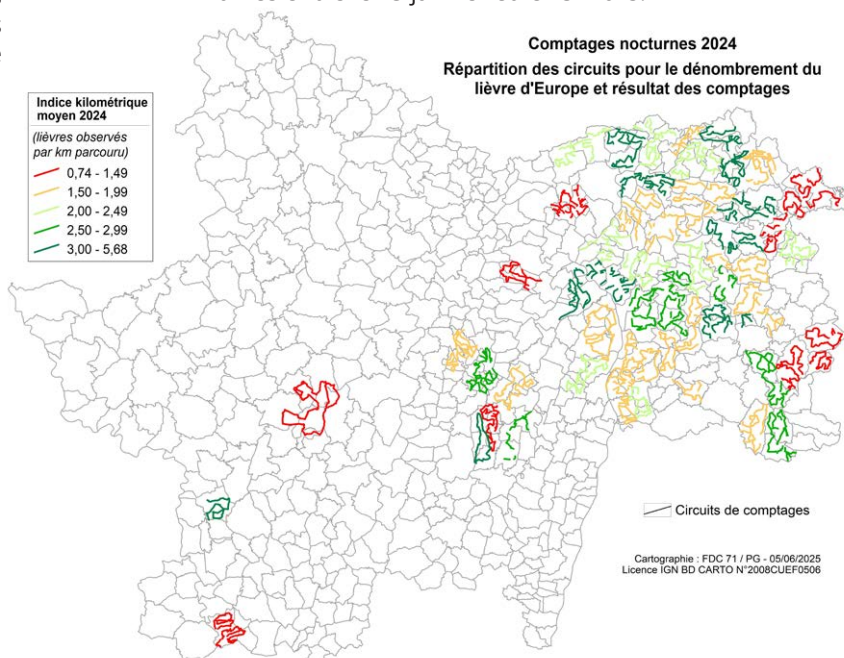 Comptages nocturnes 2024
Répartition des circuits pour le dénombrement du
lièvre d'Europe et résultat des comptages
Indice kilométrique
moyen 2024
(lièvres observés
par km parcouru)
0,74 - 1,49
1,50 - 1,99
2,00 - 2,49
2,50 - 2,99
3,00 - 5,68
Circuits de comptages
Cartographie : FDC 71 / PG - 05/06/2025
Licence IGN BD CARTO N°2008CUEF0506